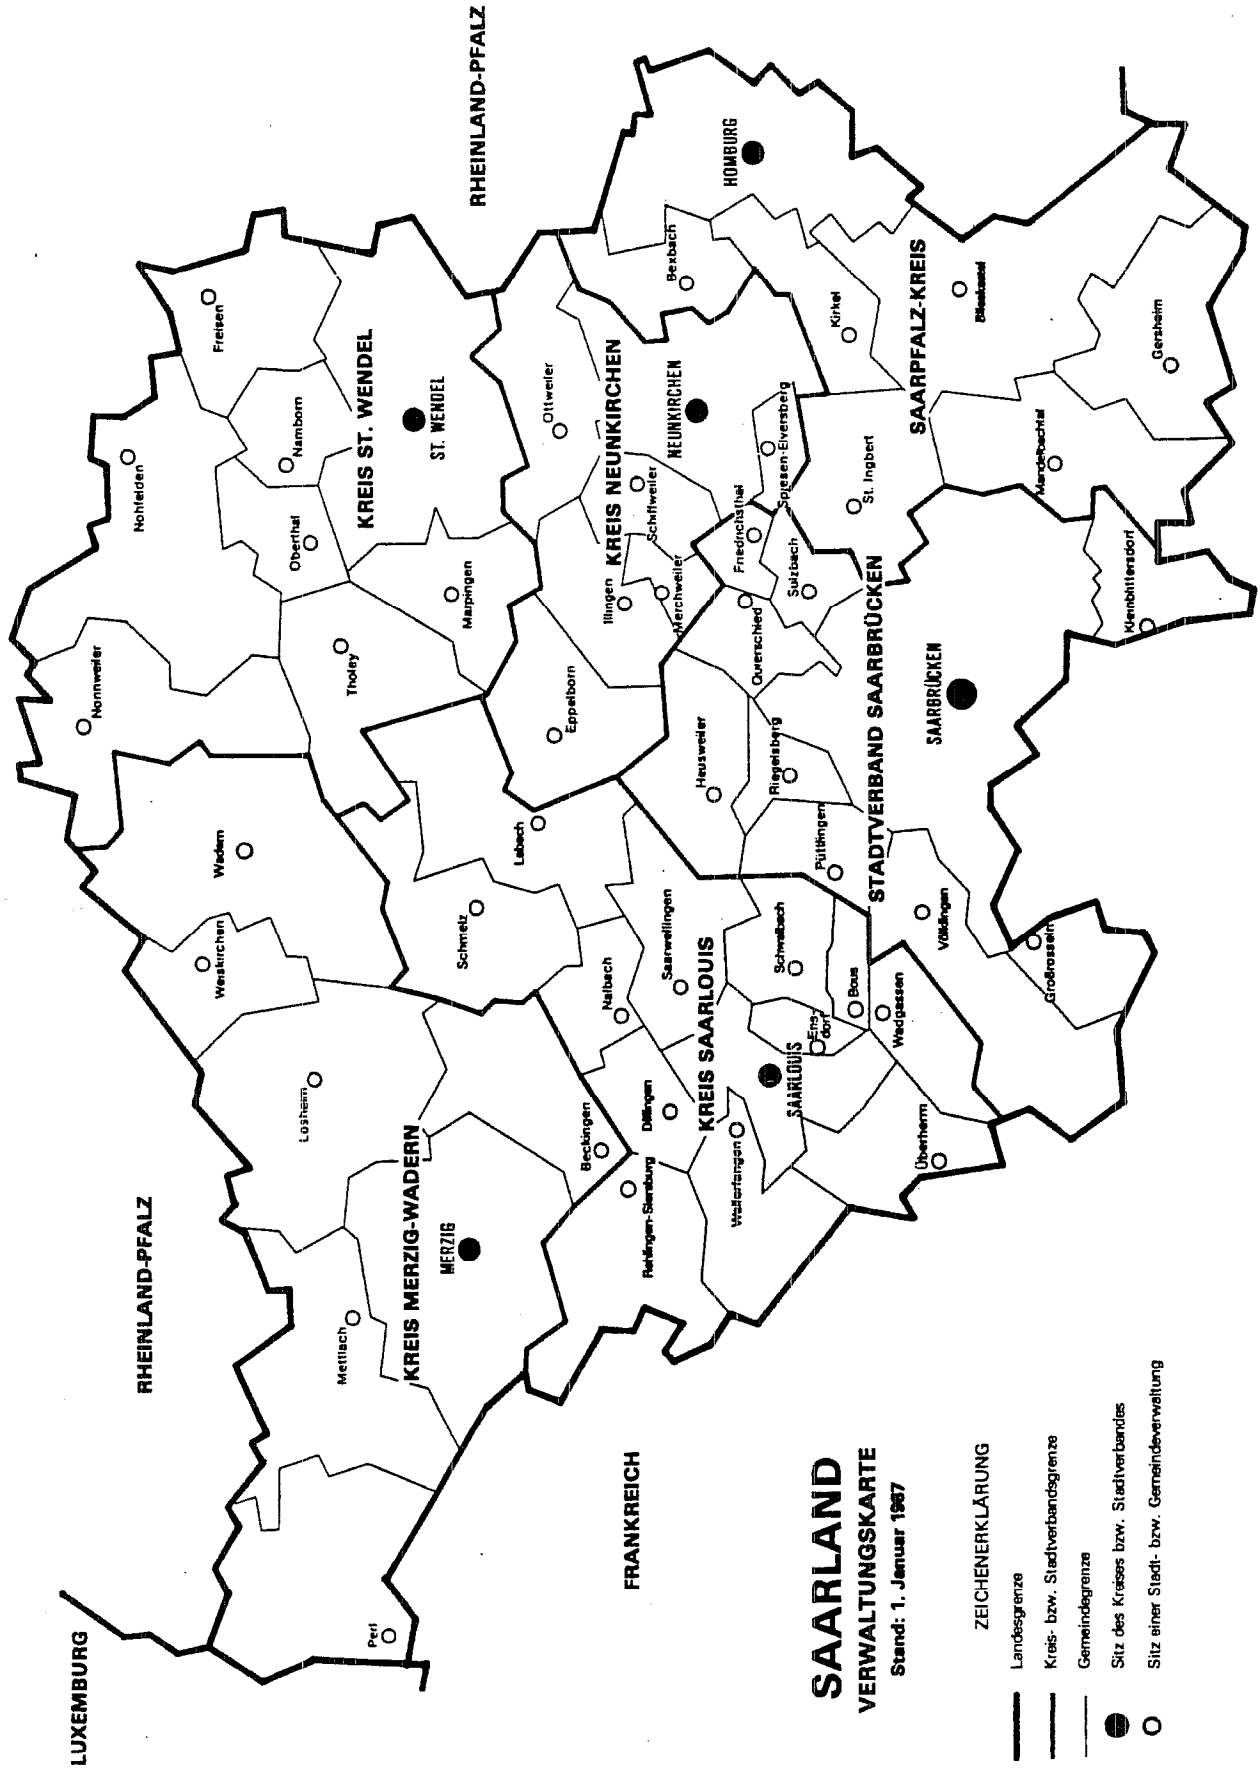 LUXEMBURG
RHEINLAND-PFALZ
RHEINLAND-PFALZ
FRANKREICH
Perl
Mettlach
Losheim
Weiskirchen
Wadern
Nonnweiler
Nohfelden
Freisen
Namborn
Oberthal
Tholey
Marpingen
KREIS ST. WENDEL
ST. WENDEL
KREIS MERZIG-WADERN
MERZIG
Beckingen
Schmelz
Lebach
Nalbach
Saarwellingen
Dillingen
Rehlingen-Siersburg
Wallerfangen
KREIS SAARLOUIS
SAARLOUIS
Schwalbach
Ens-
dorf
Bous
Wadgassen
Überherrn
Eppelborn
Illingen
Merchweiler
Schiffweiler
Ottweiler
KREIS NEUNKIRCHEN
NEUNKIRCHEN
Spiesen-Elversberg
Heusweiler
Riegelsberg
Püttlingen
Quierschied
Friedrichsthal
Sulzbach
STADTVERBAND SAARBRÜCKEN
SAARBRÜCKEN
Völklingen
Großrosseln
Kleinblittersdorf
Bexbach
HOMBURG
Kirkel
St. Ingbert
SAARPFALZ-KREIS
Blieskastel
Mandelbachtal
Gersheim
SAARLAND
VERWALTUNGSKARTE
Stand: 1. Januar 1987
ZEICHENERKLÄRUNG
Landesgrenze
Kreis- bzw. Stadtverbandsgrenze
Gemeindegrenze
Sitz des Kreises bzw. Stadtverbandes
Sitz einer Stadt- bzw. Gemeindeverwaltung